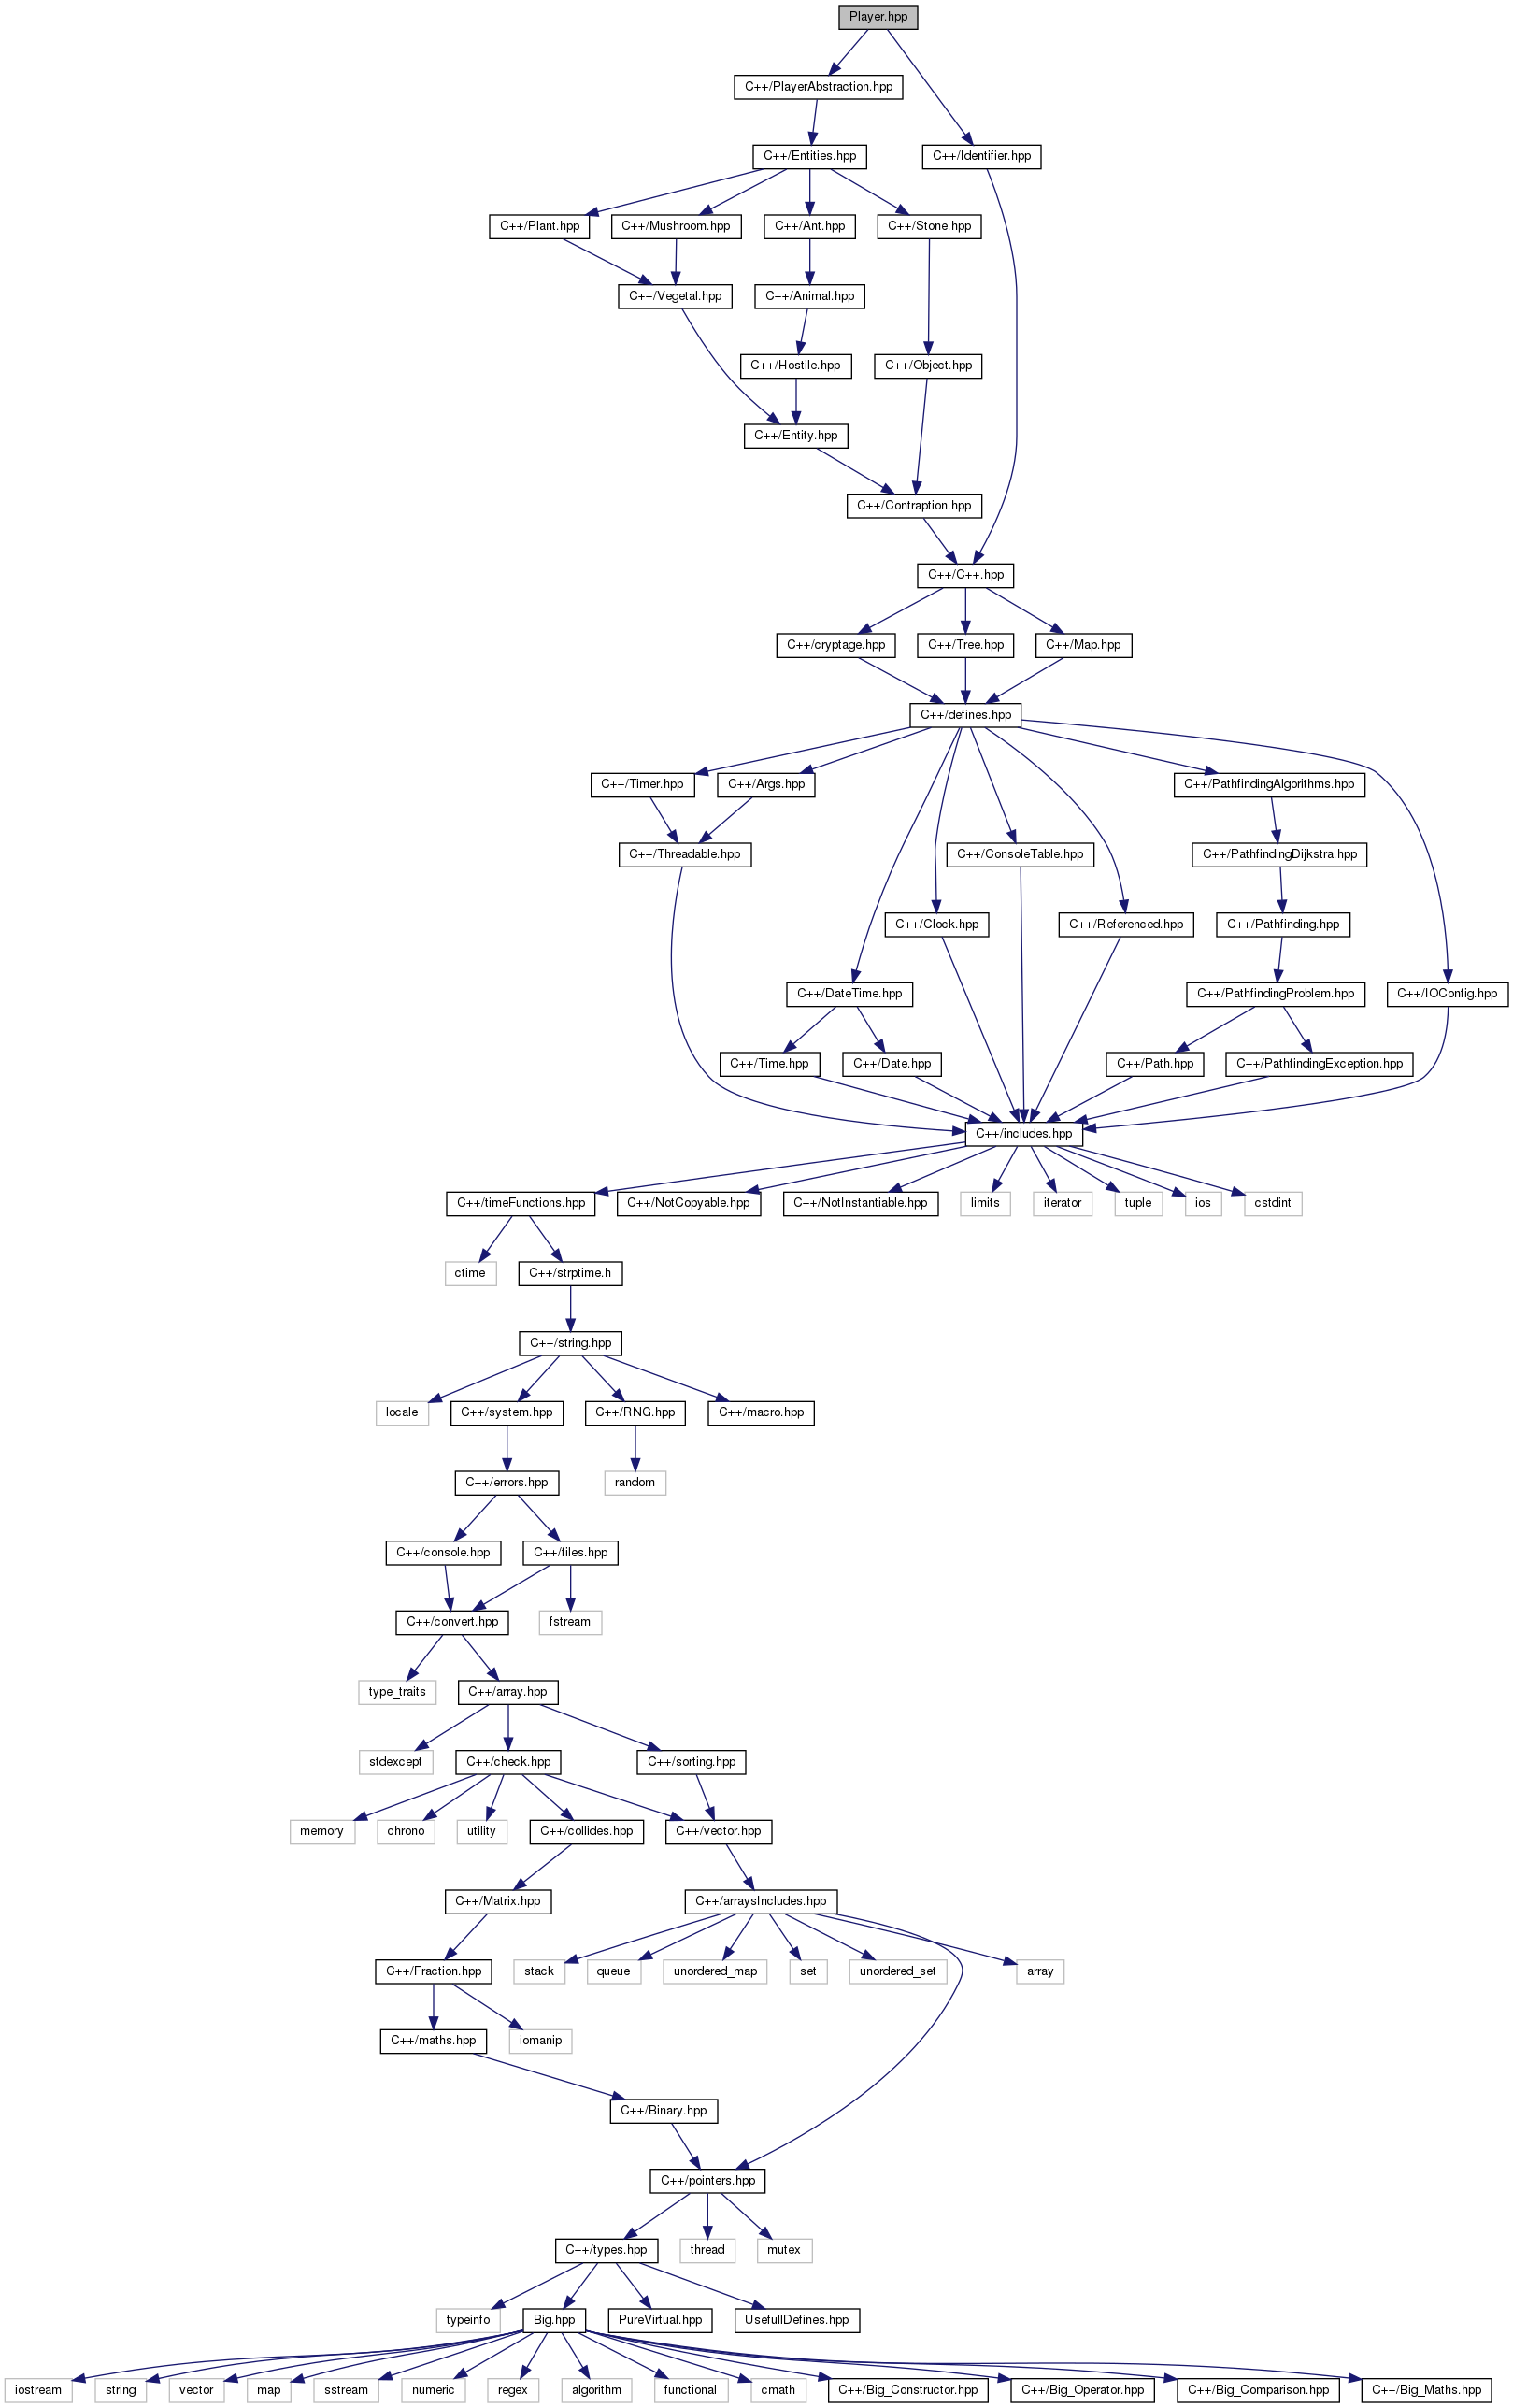 Player.hpp
C++/PlayerAbstraction.hpp
C++/Entities.hpp
C++/Identifier.hpp
C++/Plant.hpp
C++/Mushroom.hpp
C++/Ant.hpp
C++/Stone.hpp
C++/Vegetal.hpp
C++/Animal.hpp
C++/Hostile.hpp
C++/Object.hpp
C++/Entity.hpp
C++/Contraption.hpp
C++/C++.hpp
C++/cryptage.hpp
C++/Tree.hpp
C++/Map.hpp
C++/defines.hpp
C++/Timer.hpp
C++/Args.hpp
C++/PathfindingAlgorithms.hpp
C++/Threadable.hpp
C++/ConsoleTable.hpp
C++/PathfindingDijkstra.hpp
C++/Clock.hpp
C++/Referenced.hpp
C++/Pathfinding.hpp
C++/DateTime.hpp
C++/PathfindingProblem.hpp
C++/IOConfig.hpp
C++/Time.hpp
C++/Date.hpp
C++/Path.hpp
C++/PathfindingException.hpp
C++/includes.hpp
C++/timeFunctions.hpp
C++/NotCopyable.hpp
C++/NotInstantiable.hpp
limits
iterator
tuple
ios
cstdint
ctime
C++/strptime.h
C++/string.hpp
locale
C++/system.hpp
C++/RNG.hpp
C++/macro.hpp
C++/errors.hpp
random
C++/console.hpp
C++/files.hpp
C++/convert.hpp
fstream
type_traits
C++/array.hpp
stdexcept
C++/check.hpp
C++/sorting.hpp
memory
chrono
utility
C++/collides.hpp
C++/vector.hpp
C++/Matrix.hpp
C++/arraysIncludes.hpp
C++/Fraction.hpp
stack
queue
unordered_map
set
unordered_set
array
C++/maths.hpp
iomanip
C++/Binary.hpp
C++/pointers.hpp
C++/types.hpp
thread
mutex
typeinfo
Big.hpp
PureVirtual.hpp
UsefullDefines.hpp
iostream
string
vector
map
sstream
numeric
regex
algorithm
functional
cmath
C++/Big_Constructor.hpp
C++/Big_Operator.hpp
C++/Big_Comparison.hpp
C++/Big_Maths.hpp